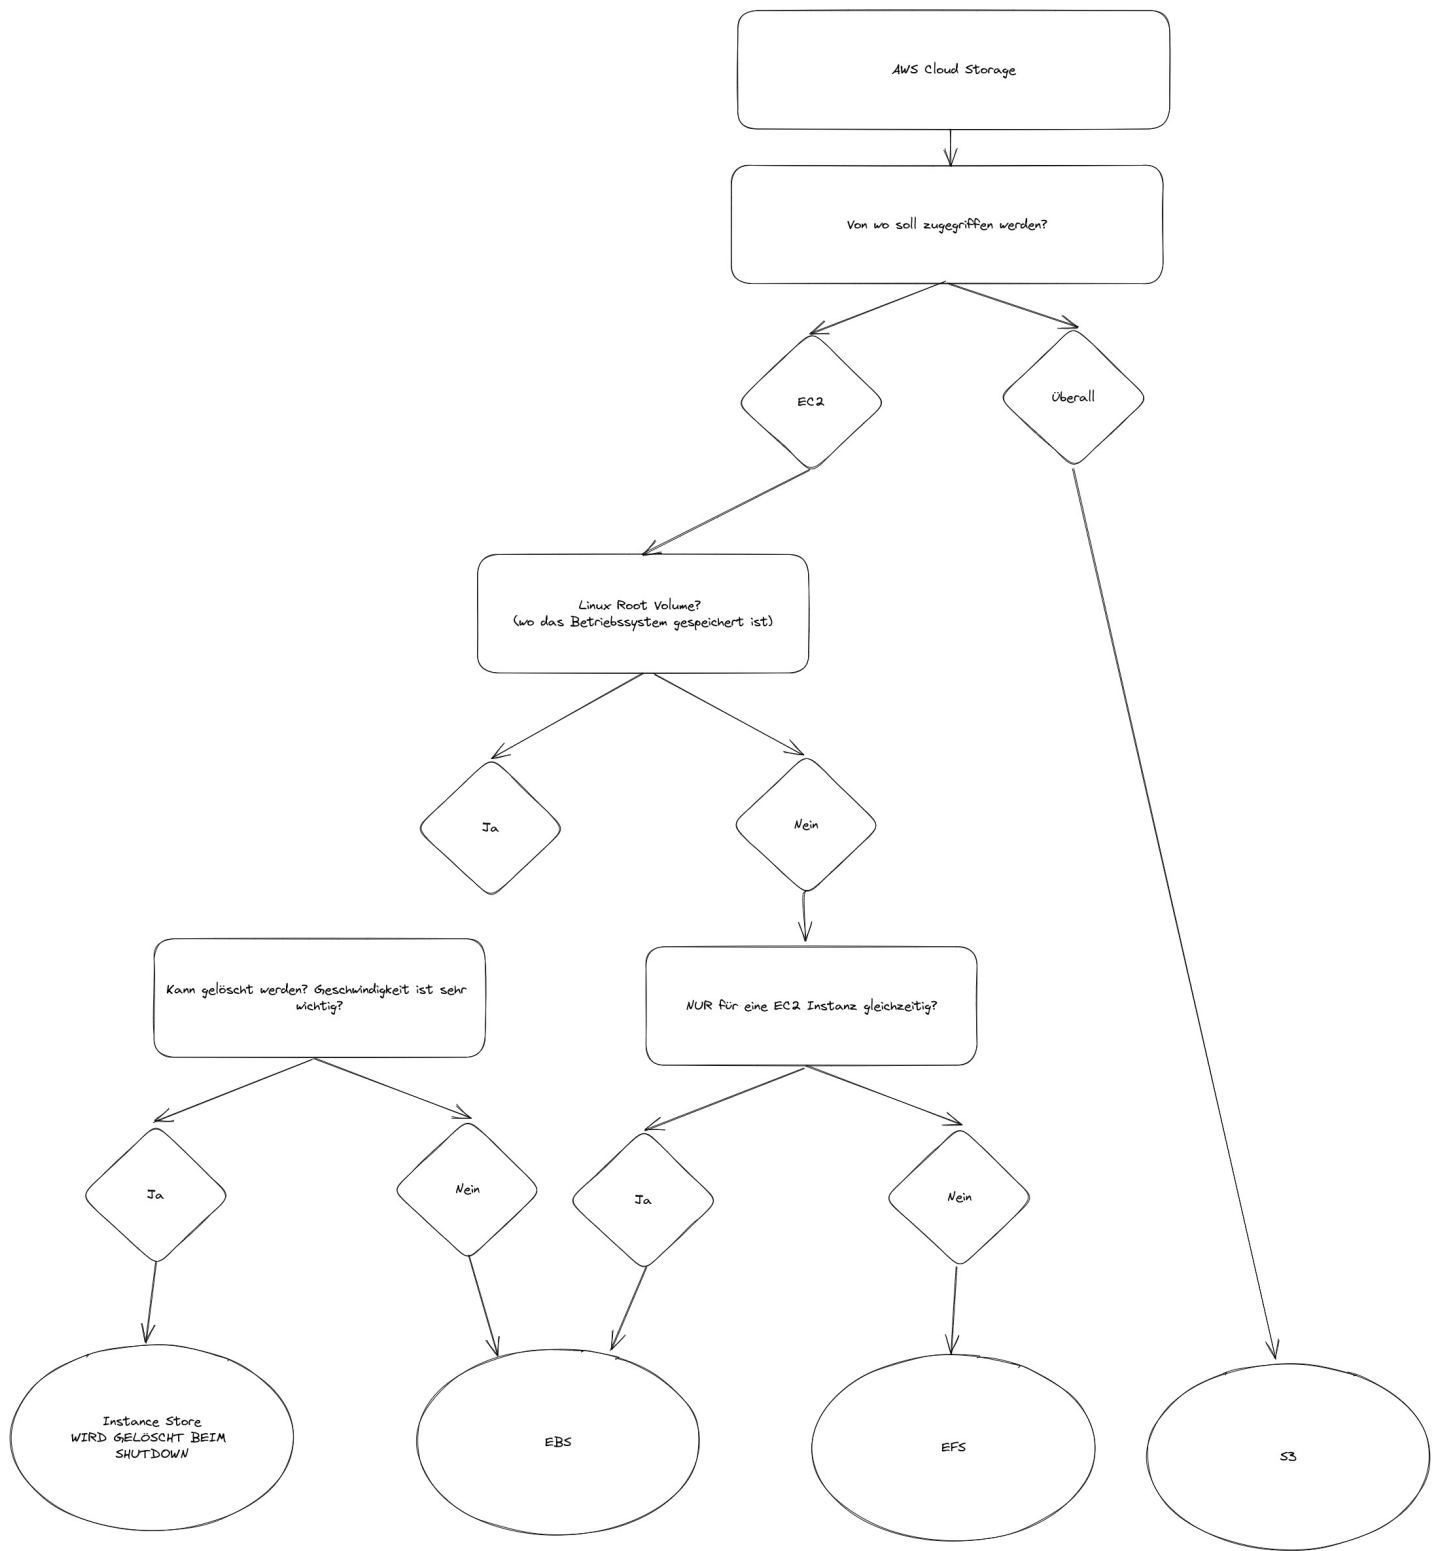 AWS Cloud Storage
Von wo soll zugegriffen werden?
EC2
Überall
Linux Root Volume?
(wo das Betriebssystem gespeichert ist)
Ja
Nein
Kann gelöscht werden? Geschwindigkeit ist sehr
wichtig?
NUR für eine EC2 Instanz gleichzeitig?
Ja
Nein
Ja
Nein
Instance Store
WIRD GELÖSCHT BEIM
SHUTDOWN
EBS
EFS
S3